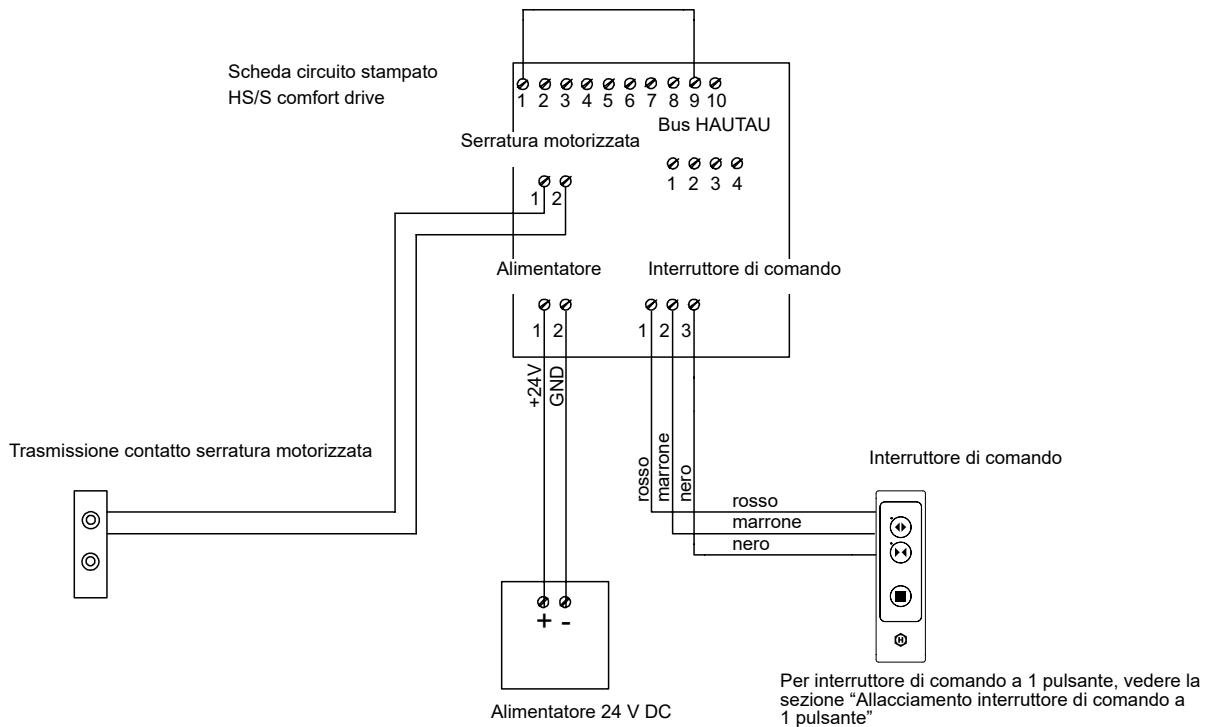 Scheda circuito stampato
HS/S comfort drive
1 2 3 4 5 6 7 8 9 10
Bus HAUTAU
Serratura motorizzata
1 2 3 4
1 2
Alimentatore
Interruttore di comando
1 2
1 2 3
+24V
GND
rosso
marrone
nero
Trasmissione contatto serratura motorizzata
Interruttore di comando
rosso
marrone
nero
+ -
H
Alimentatore 24 V DC
Per interruttore di comando a 1 pulsante, vedere la
sezione “Allacciamento interruttore di comando a
1 pulsante”